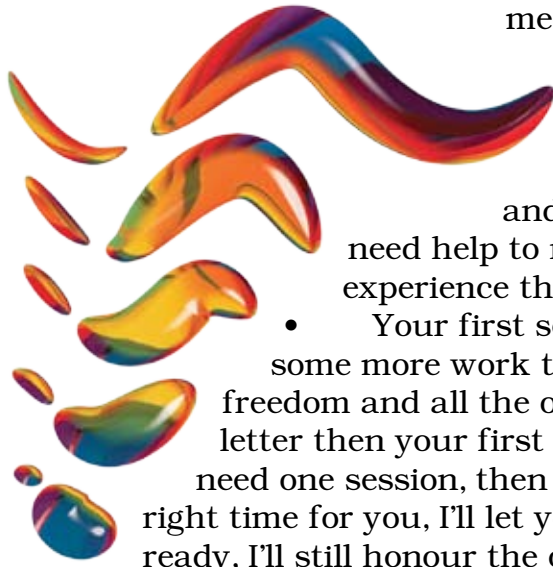 me
and
need help to
experience th
• Your first s
some more work t
freedom and all the
letter then your first
need one session, then
right time for you, I'll let y
ready, I'll still honour the